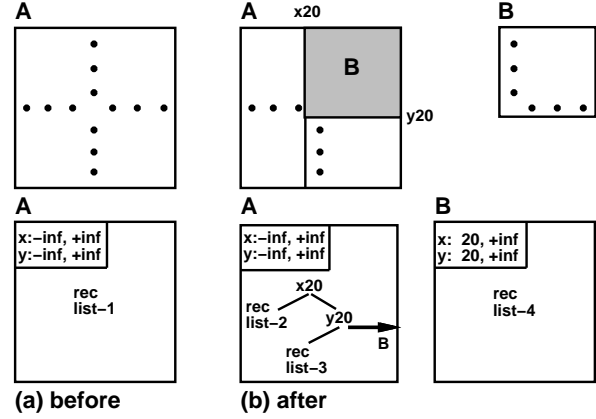 A
A
x20
B
B
y20
A
x:−inf, +inf
y:−inf, +inf
rec
list−1
A
x:−inf, +inf
y:−inf, +inf
x20
rec
list−2
y20
B
rec
list−3
B
x: 20, +inf
y: 20, +inf
rec
list−4
(a) before
(b) after